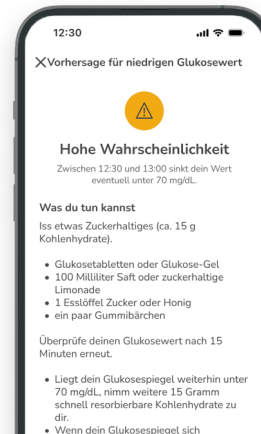 12:30
Vorhersage für niedrigen Glukosewert
Hohe Wahrscheinlichkeit
Zwischen 12:30 und 13:00 sinkt dein Wert
eventuell unter 70 mg/dL.
Was du tun kannst
Iss etwas Zuckerhaltiges (ca. 15 g
Kohlenhydrate).
• Glukosetabletten oder Glukose-Gel
• 100 Milliliter Saft oder zuckerhaltige
Limonade
• 1 Esslöffel Zucker oder Honig
• ein paar Gummibärchen
Überprüfe deinen Glukosewert nach 15
Minuten erneut.
• Liegt dein Glukosespiegel weiterhin unter
70 mg/dL, nimm weitere 15 Gramm
schnell resorbierbare Kohlenhydrate zu
dir.
• Wenn dein Glukosespiegel sich